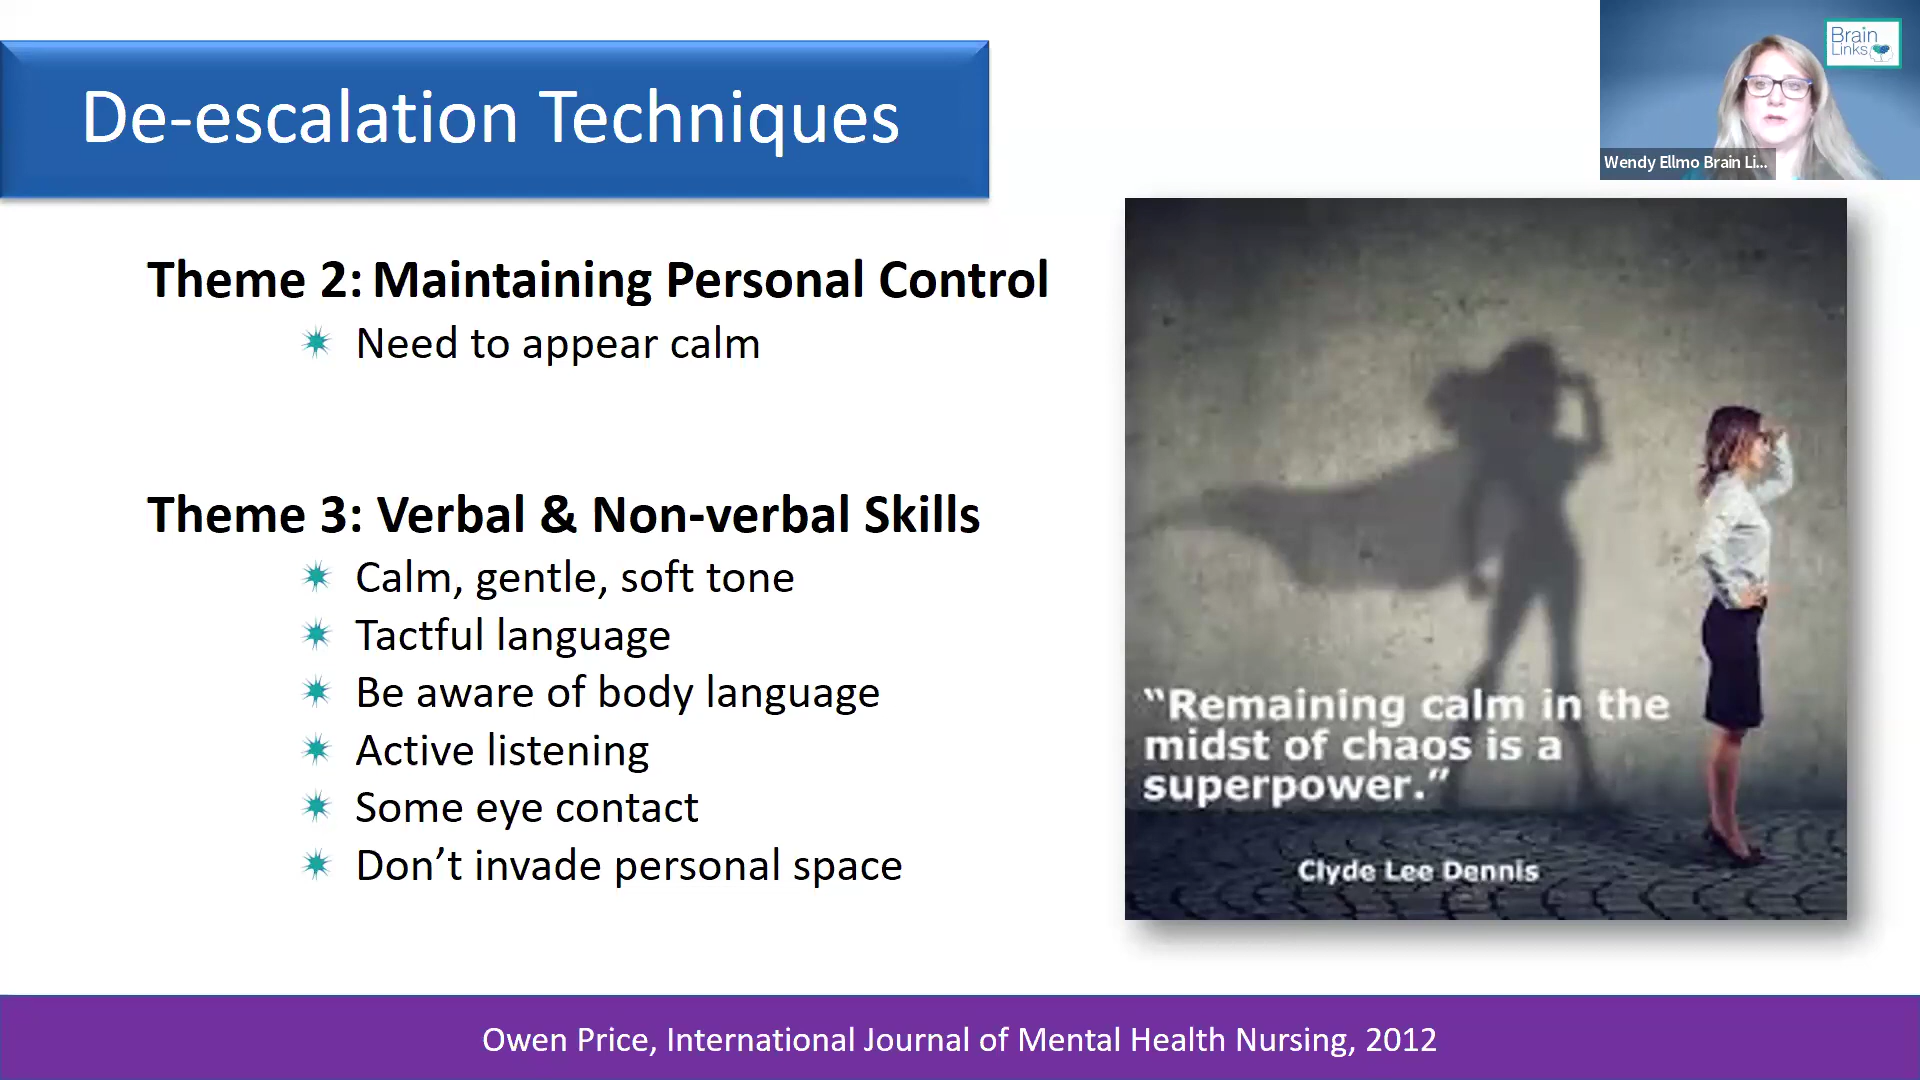 De-escalation Techniques
Brain
Links
Wendy Ellmo Brain Li...
Theme 2: Maintaining Personal Control
Need to appear calm
Theme 3: Verbal & Non-verbal Skills
Calm, gentle, soft tone
Tactful language
Be aware of body language
Active listening
Some eye contact
Don’t invade personal space
“Remaining calm in the
midst of chaos is a
superpower.”
Clyde Lee Dennis
Owen Price, International Journal of Mental Health Nursing, 2012